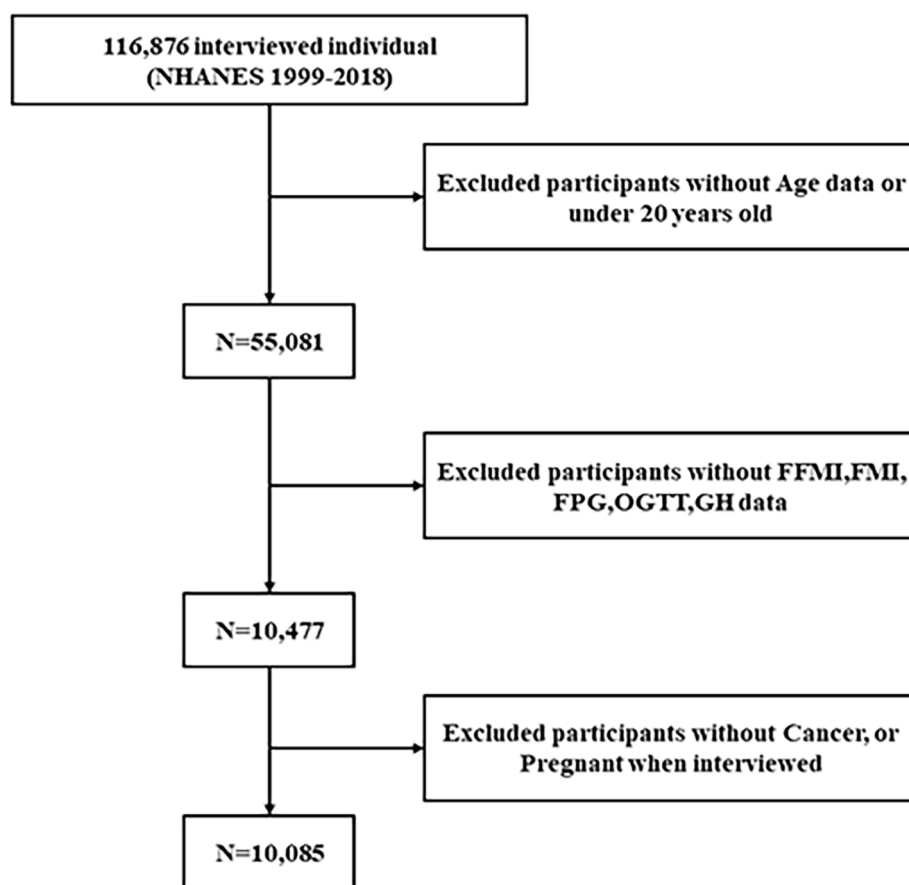 116,876 interviewed individual
(NHANES 1999-2018)
Excluded participants without Age data or
under 20 years old
N=55,081
Excluded participants without FFMI,FMI,
FPG,OGTT,GH data
N=10,477
Excluded participants without Cancer, or
Pregnant when interviewed
N=10,085